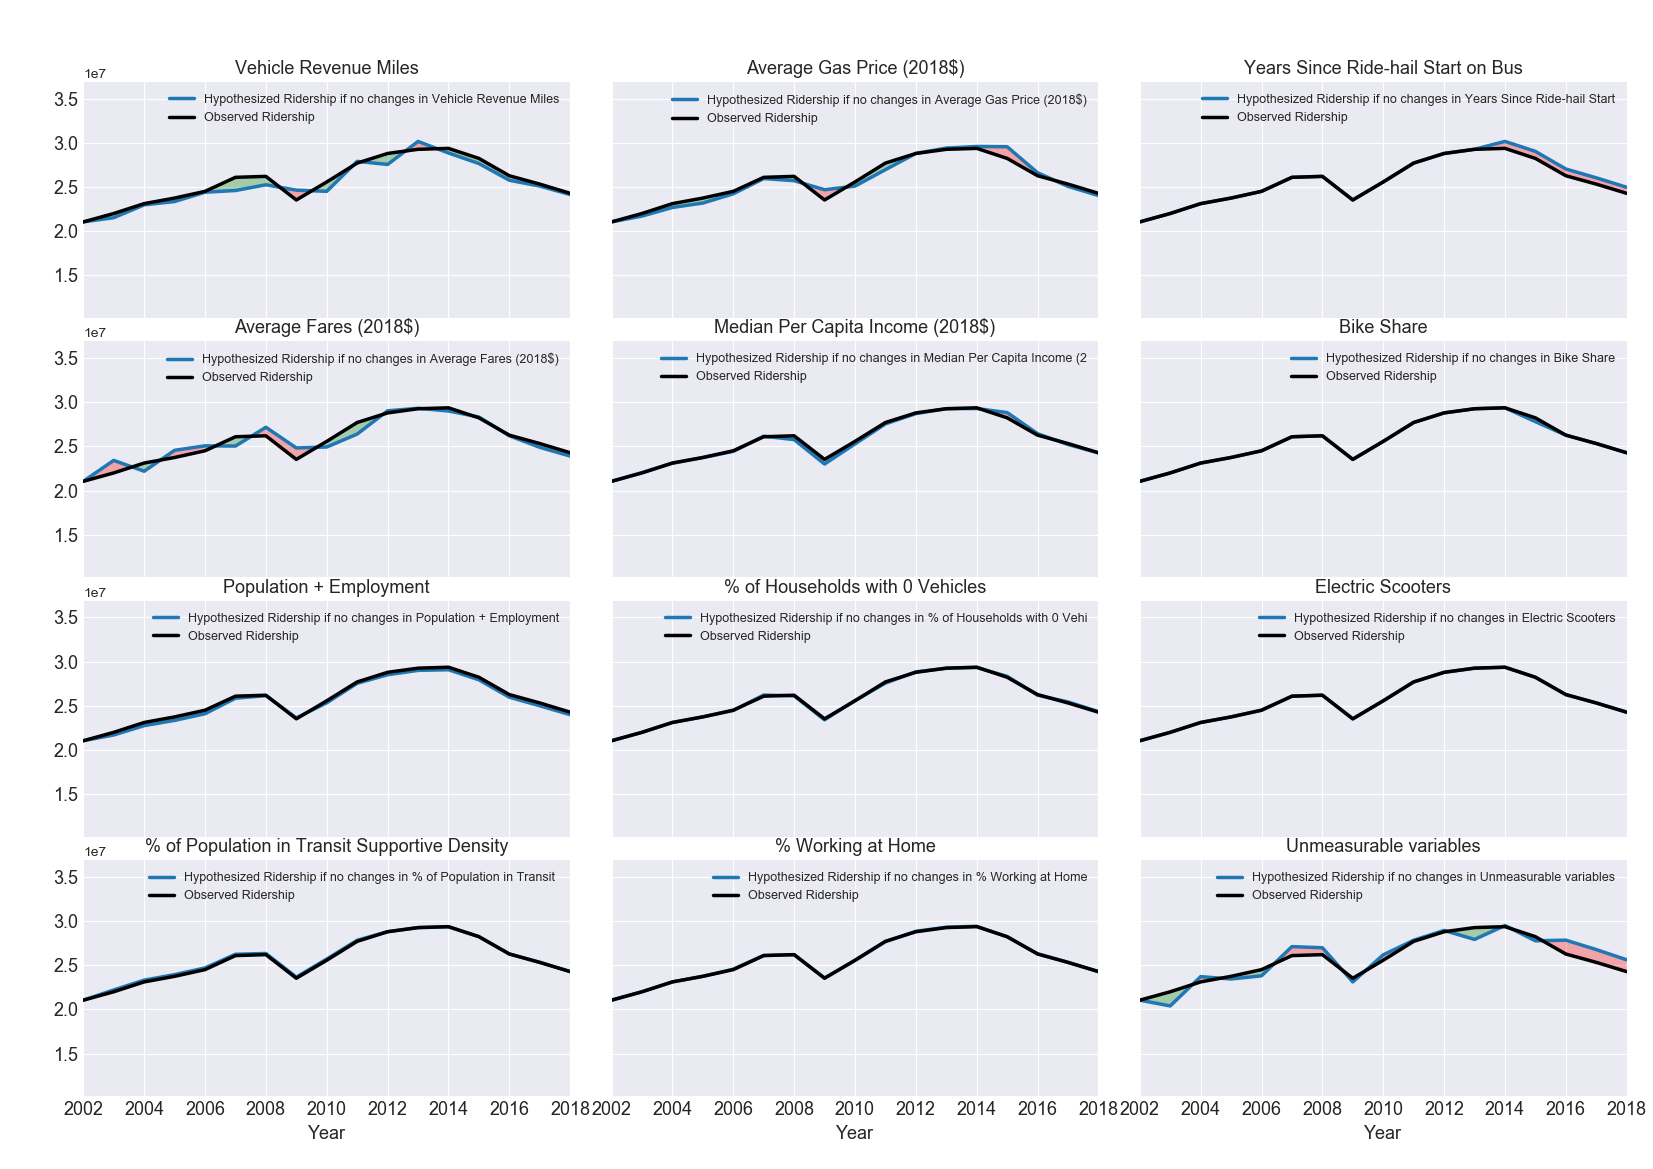 Vehicle Revenue Miles
Average Gas Price (2018$)
Years Since Ride-hail Start on Bus
1e7
3.5
3.0
2.5
2.0
1.5
Hypothesized Ridership if no changes in Vehicle Revenue Miles
Observed Ridership
Hypothesized Ridership if no changes in Average Gas Price (2018$)
Observed Ridership
Hypothesized Ridership if no changes in Years Since Ride-hail Start
Observed Ridership
Average Fares (2018$)
Median Per Capita Income (2018$)
Bike Share
1e7
3.5
3.0
2.5
2.0
1.5
Hypothesized Ridership if no changes in Average Fares (2018$)
Observed Ridership
Hypothesized Ridership if no changes in Median Per Capita Income (2
Observed Ridership
Hypothesized Ridership if no changes in Bike Share
Observed Ridership
Population + Employment
% of Households with 0 Vehicles
Electric Scooters
1e7
3.5
3.0
2.5
2.0
1.5
Hypothesized Ridership if no changes in Population + Employment
Observed Ridership
Hypothesized Ridership if no changes in % of Households with 0 Vehi
Observed Ridership
Hypothesized Ridership if no changes in Electric Scooters
Observed Ridership
% of Population in Transit Supportive Density
% Working at Home
Unmeasurable variables
1e7
3.5
3.0
2.5
2.0
1.5
Hypothesized Ridership if no changes in % of Population in Transit
Observed Ridership
Hypothesized Ridership if no changes in % Working at Home
Observed Ridership
Hypothesized Ridership if no changes in Unmeasurable variables
Observed Ridership
2002 2004 2006 2008 2010 2012 2014 2016 2018
2002 2004 2006 2008 2010 2012 2014 2016 2018
2002 2004 2006 2008 2010 2012 2014 2016 2018
Year
Year
Year